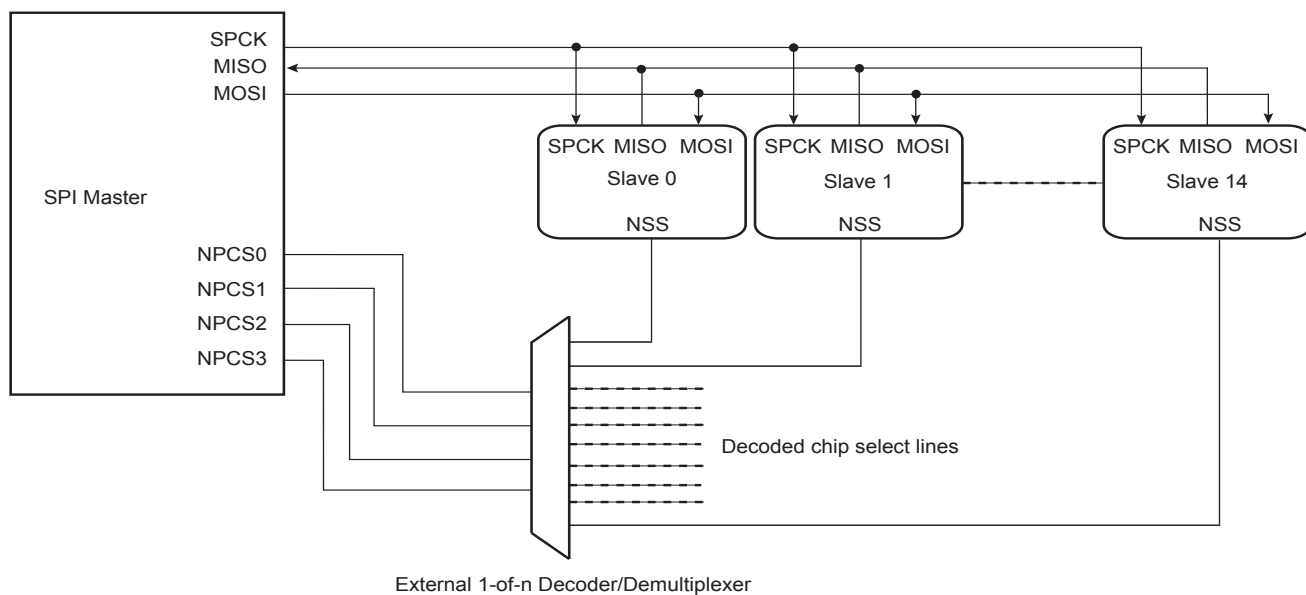 SPCK
MISO
MOSI
SPI Master
NPCS0
NPCS1
NPCS2
NPCS3
SPCK MISO MOSI
Slave 0
NSS
SPCK MISO MOSI
Slave 1
NSS
SPCK MISO MOSI
Slave 14
NSS
Decoded chip select lines
External 1-of-n Decoder/Demultiplexer